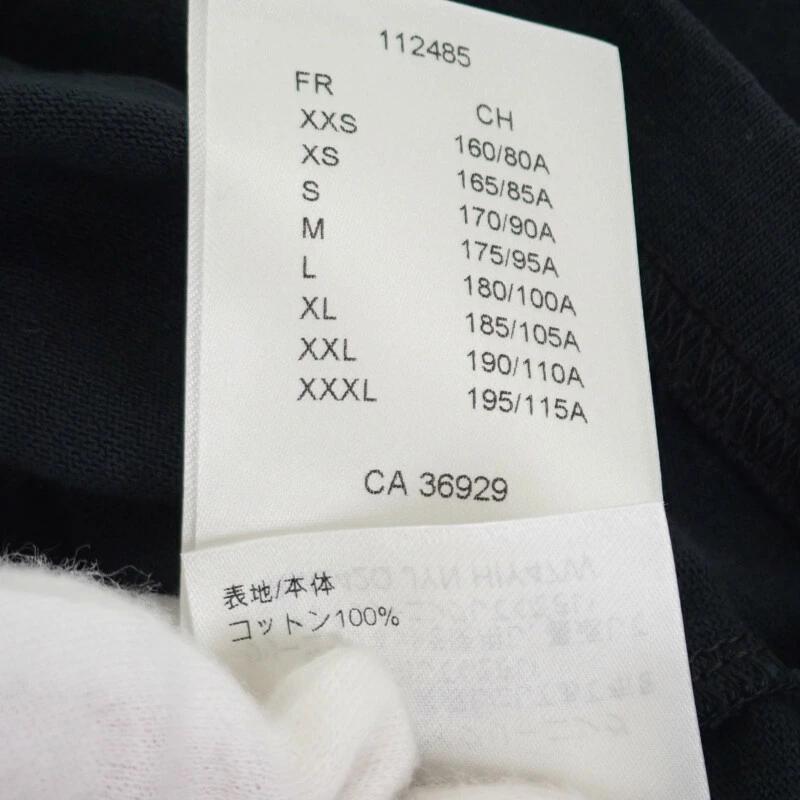 112485
FR CH
XXS 160/80A
XS 165/85A
S 170/90A
M 175/95A
L 180/100A
XL 185/105A
XXL 190/110A
XXXL 195/115A
CA 36929
表地/本体
コットン100%